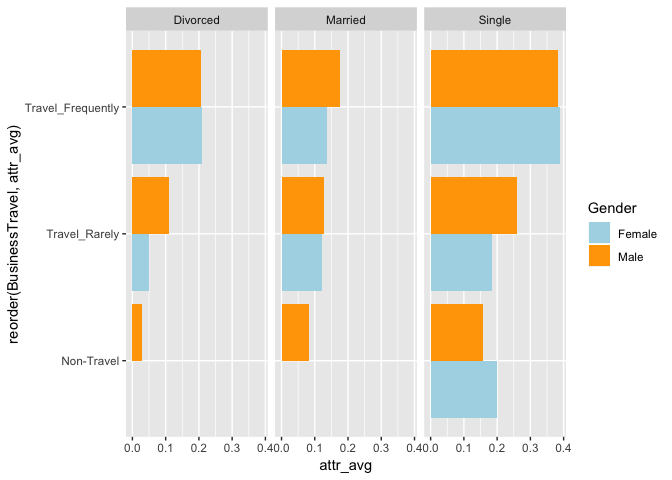 Divorced
Married
Single
reorder(BusinessTravel, attr_avg)
Travel_Frequently
Travel_Rarely
Non-Travel
0.0 0.1 0.2 0.3 0.4
0.0 0.1 0.2 0.3 0.4
0.0 0.1 0.2 0.3 0.4
attr_avg
Gender
Female
Male